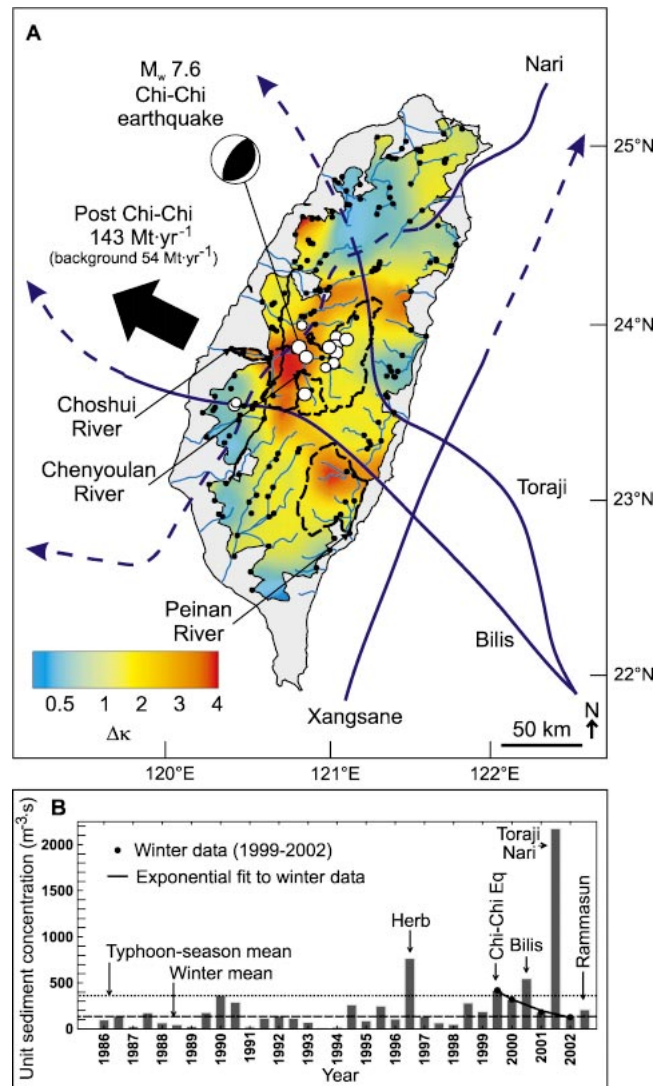 A
M_w 7.6
Chi-Chi
earthquake
Nari
25°N
Post Chi-Chi
143 Mt·yr⁻¹
(background 54 Mt·yr⁻¹)
24°N
Choshui
River
Chenyoulan
River
23°N
Toraji
Peinan
River
Bilis
22°N
Xangsane
0.5 1 2 3 4
Δκ
N
50 km
120°E 121°E 122°E
B
Unit sediment concentration (m⁻³·s)
2000
1500
1000
500
0
Winter data (1999-2002)
Exponential fit to winter data
Typhoon-season mean
Winter mean
Herb
Chi-Chi Eq
Bilis
Toraji
Nari
Rammasun
1986 1987 1988 1989 1990 1991 1992 1993 1994 1995 1996 1997 1998 1999 2000 2001 2002
Year